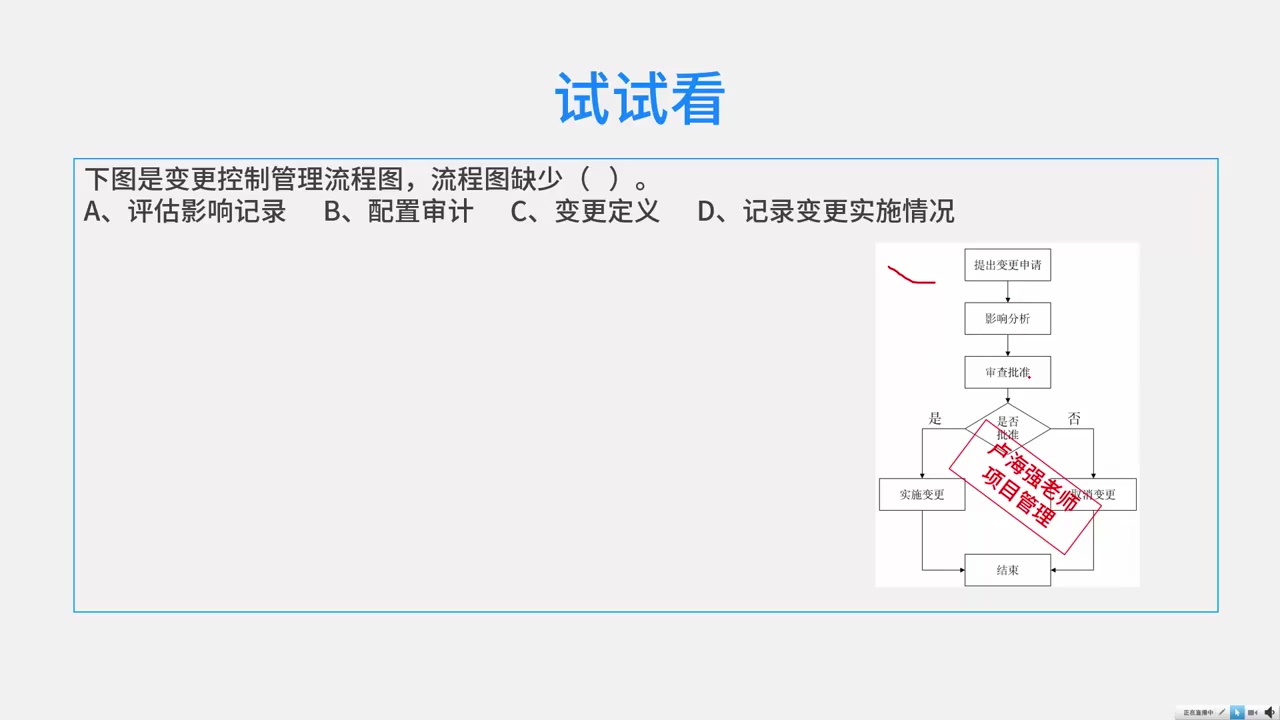 试试看
下图是变更控制管理流程图，流程图缺少（  ）。
A、评估影响记录  B、配置审计  C、变更定义  D、记录变更实施情况
提出变更申请
影响分析
审查批准
是否
批准
是
否
实施变更
取消变更
结束
卢海强老师
项目管理
正在直播中